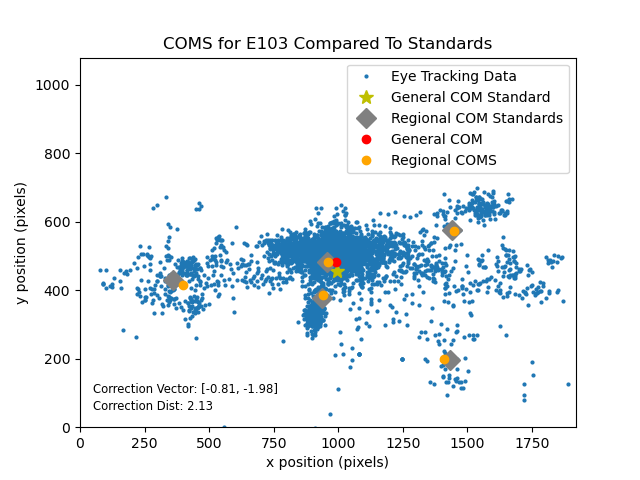 COMS for E103 Compared To Standards
Eye Tracking Data
General COM Standard
Regional COM Standards
General COM
Regional COMS
1000
800
600
400
200
0
y position (pixels)
Correction Vector: [-0.81, -1.98]
Correction Dist: 2.13
0 250 500 750 1000 1250 1500 1750
x position (pixels)